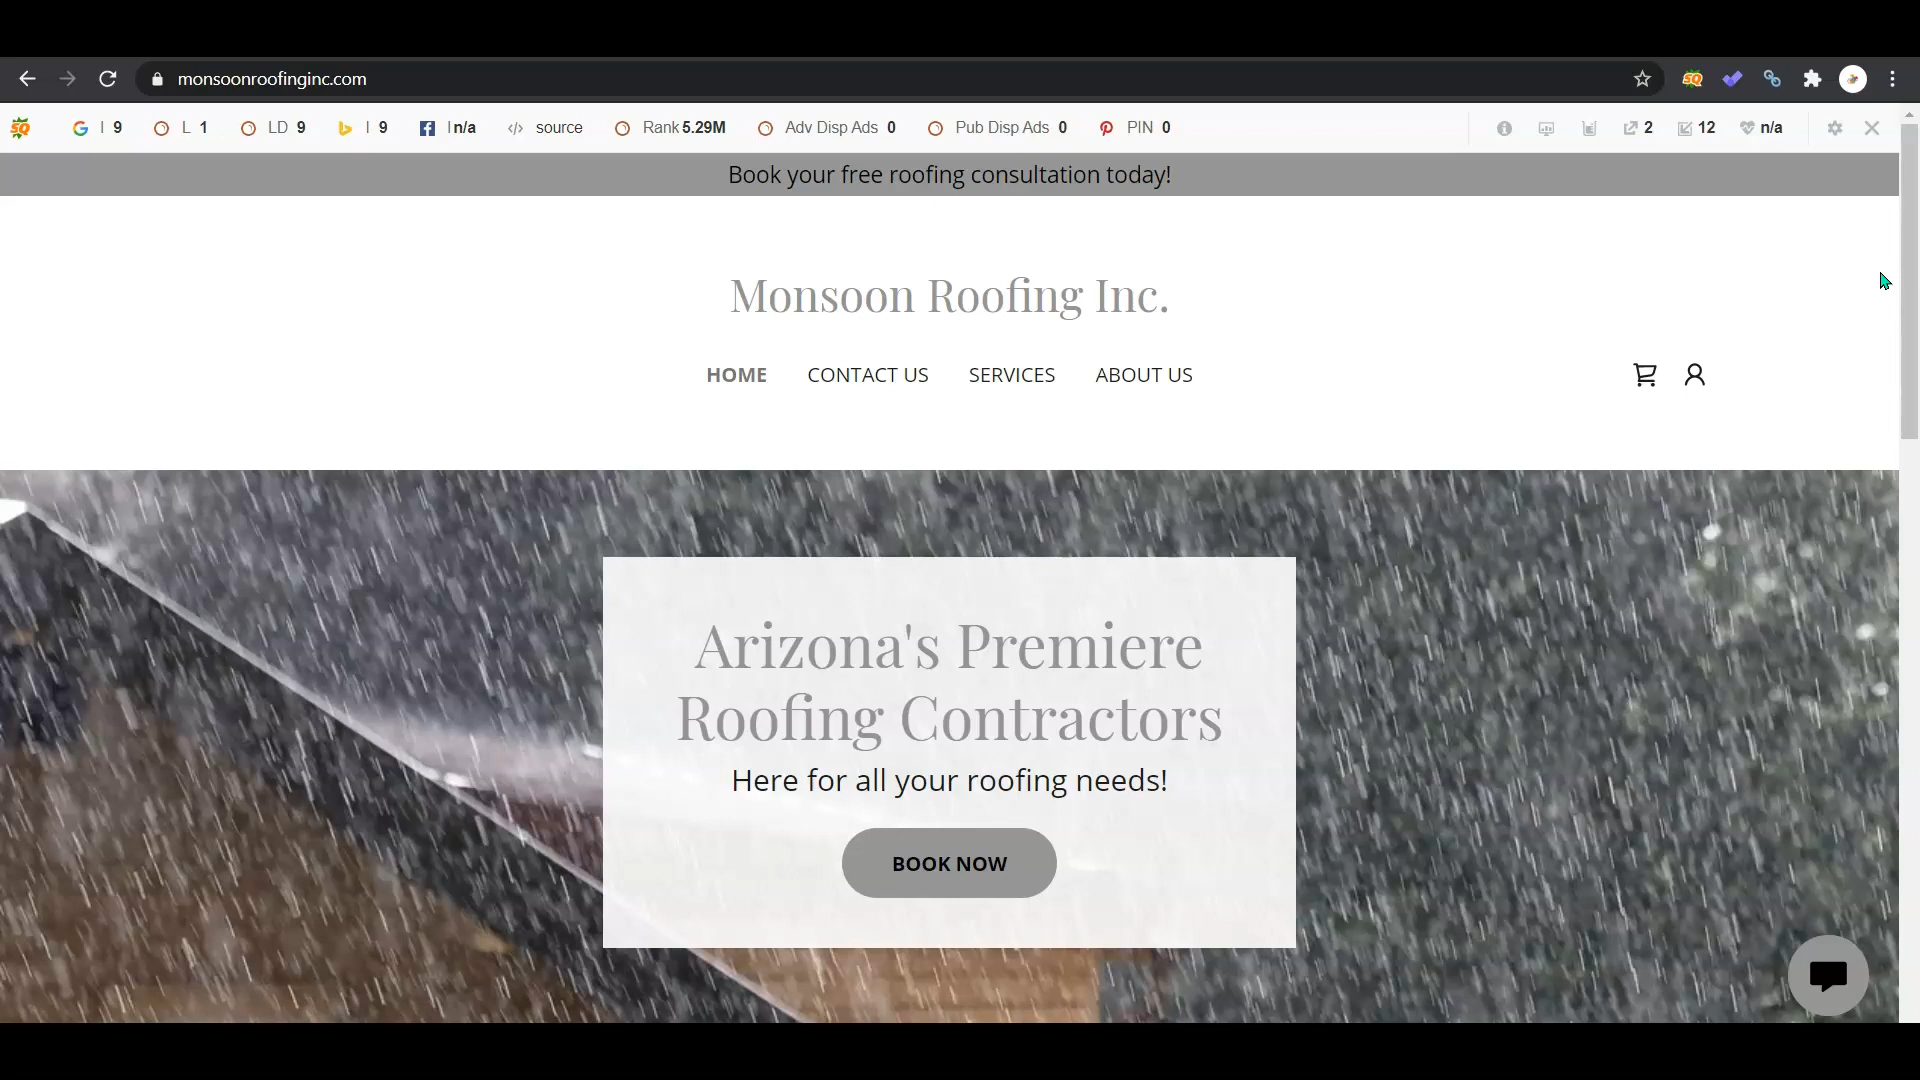 monsoonroofinginc.com
SQ
SQ I 9 L 1 LD 9 I 9 I n/a source Rank 5.29M Adv Disp Ads 0 Pub Disp Ads 0 PIN 0 2 12 n/a
Book your free roofing consultation today!
Monsoon Roofing Inc.
HOME CONTACT US SERVICES ABOUT US
Arizona's Premiere
Roofing Contractors
Here for all your roofing needs!
BOOK NOW